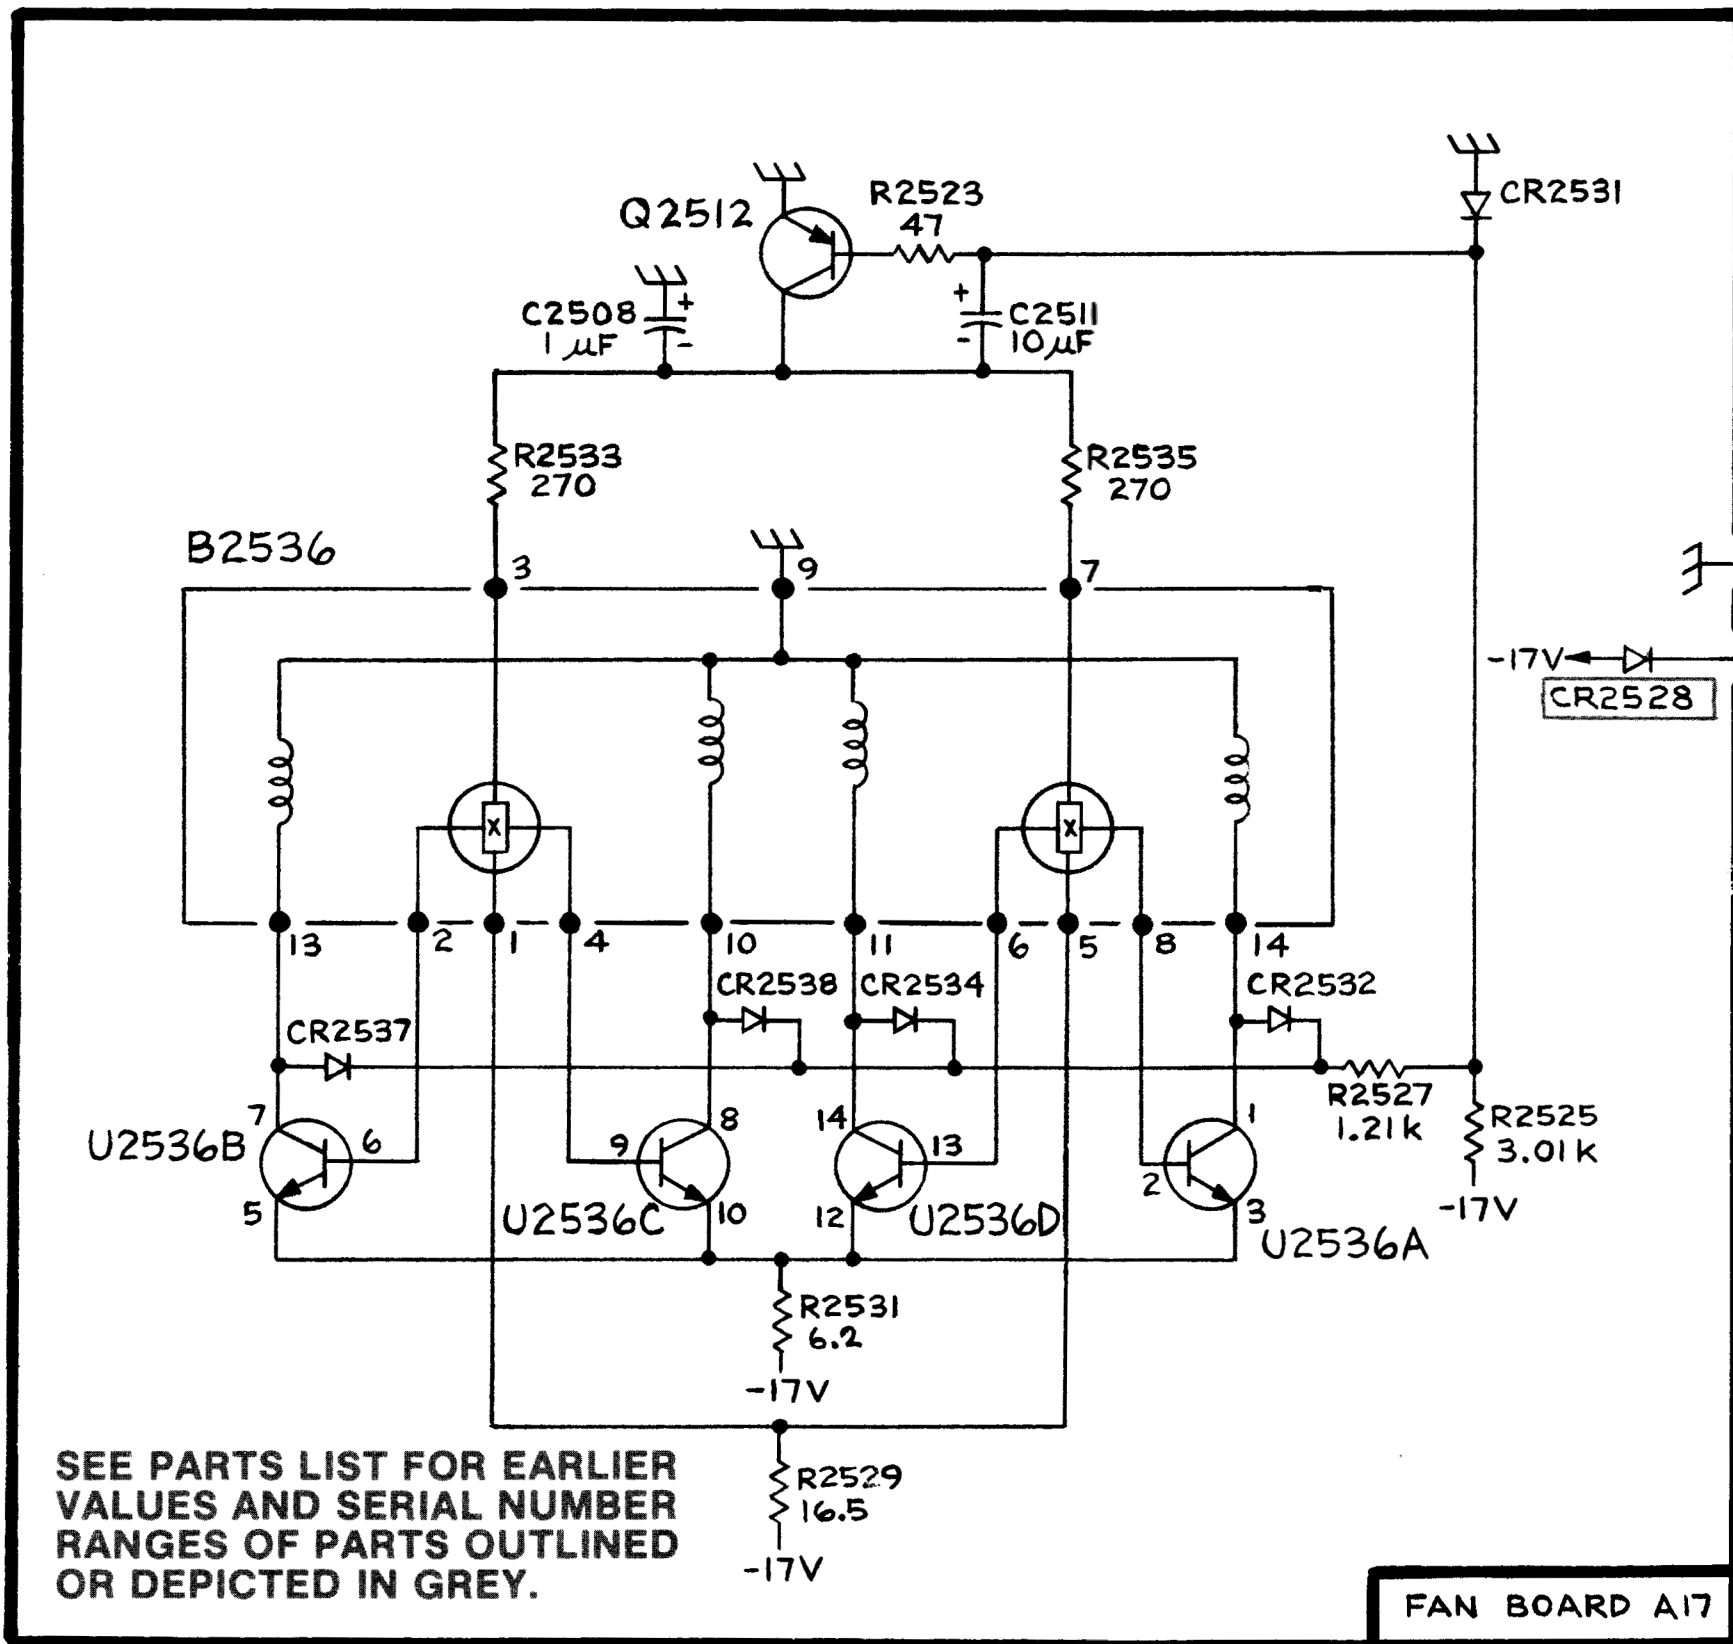 CR2531
R2523
47
Q2512
+
C2508
1 μF
-
+
C2511
10 μF
-
R2533
270
R2535
270
B2536
3
9
7
-17V
CR2528
X
X
13
2
1
4
10
11
6
5
8
14
CR2538
CR2534
CR2532
CR2537
R2527
1.21k
R2525
3.01k
-17V
7
U2536B
6
5
9
8
U2536C
10
14
13
12
U2536D
1
2
3
U2536A
R2531
6.2
-17V
R2529
16.5
-17V
SEE PARTS LIST FOR EARLIER
VALUES AND SERIAL NUMBER
RANGES OF PARTS OUTLINED
OR DEPICTED IN GREY.
FAN BOARD A17